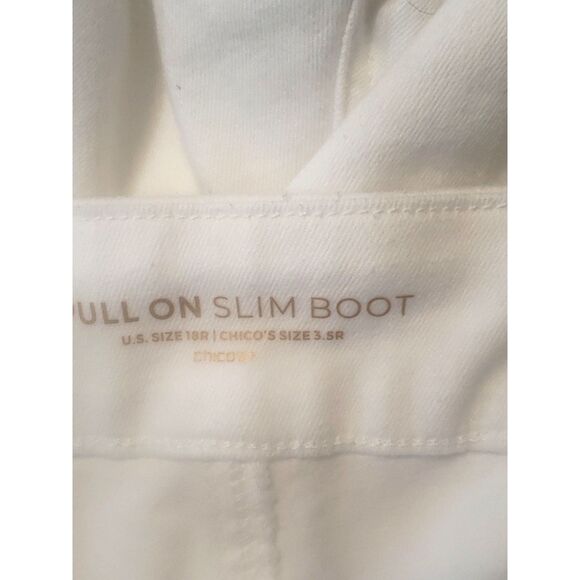 PULL ON SLIM BOOT
U.S. SIZE 18R | CHICO'S SIZE 3.5R
chico's